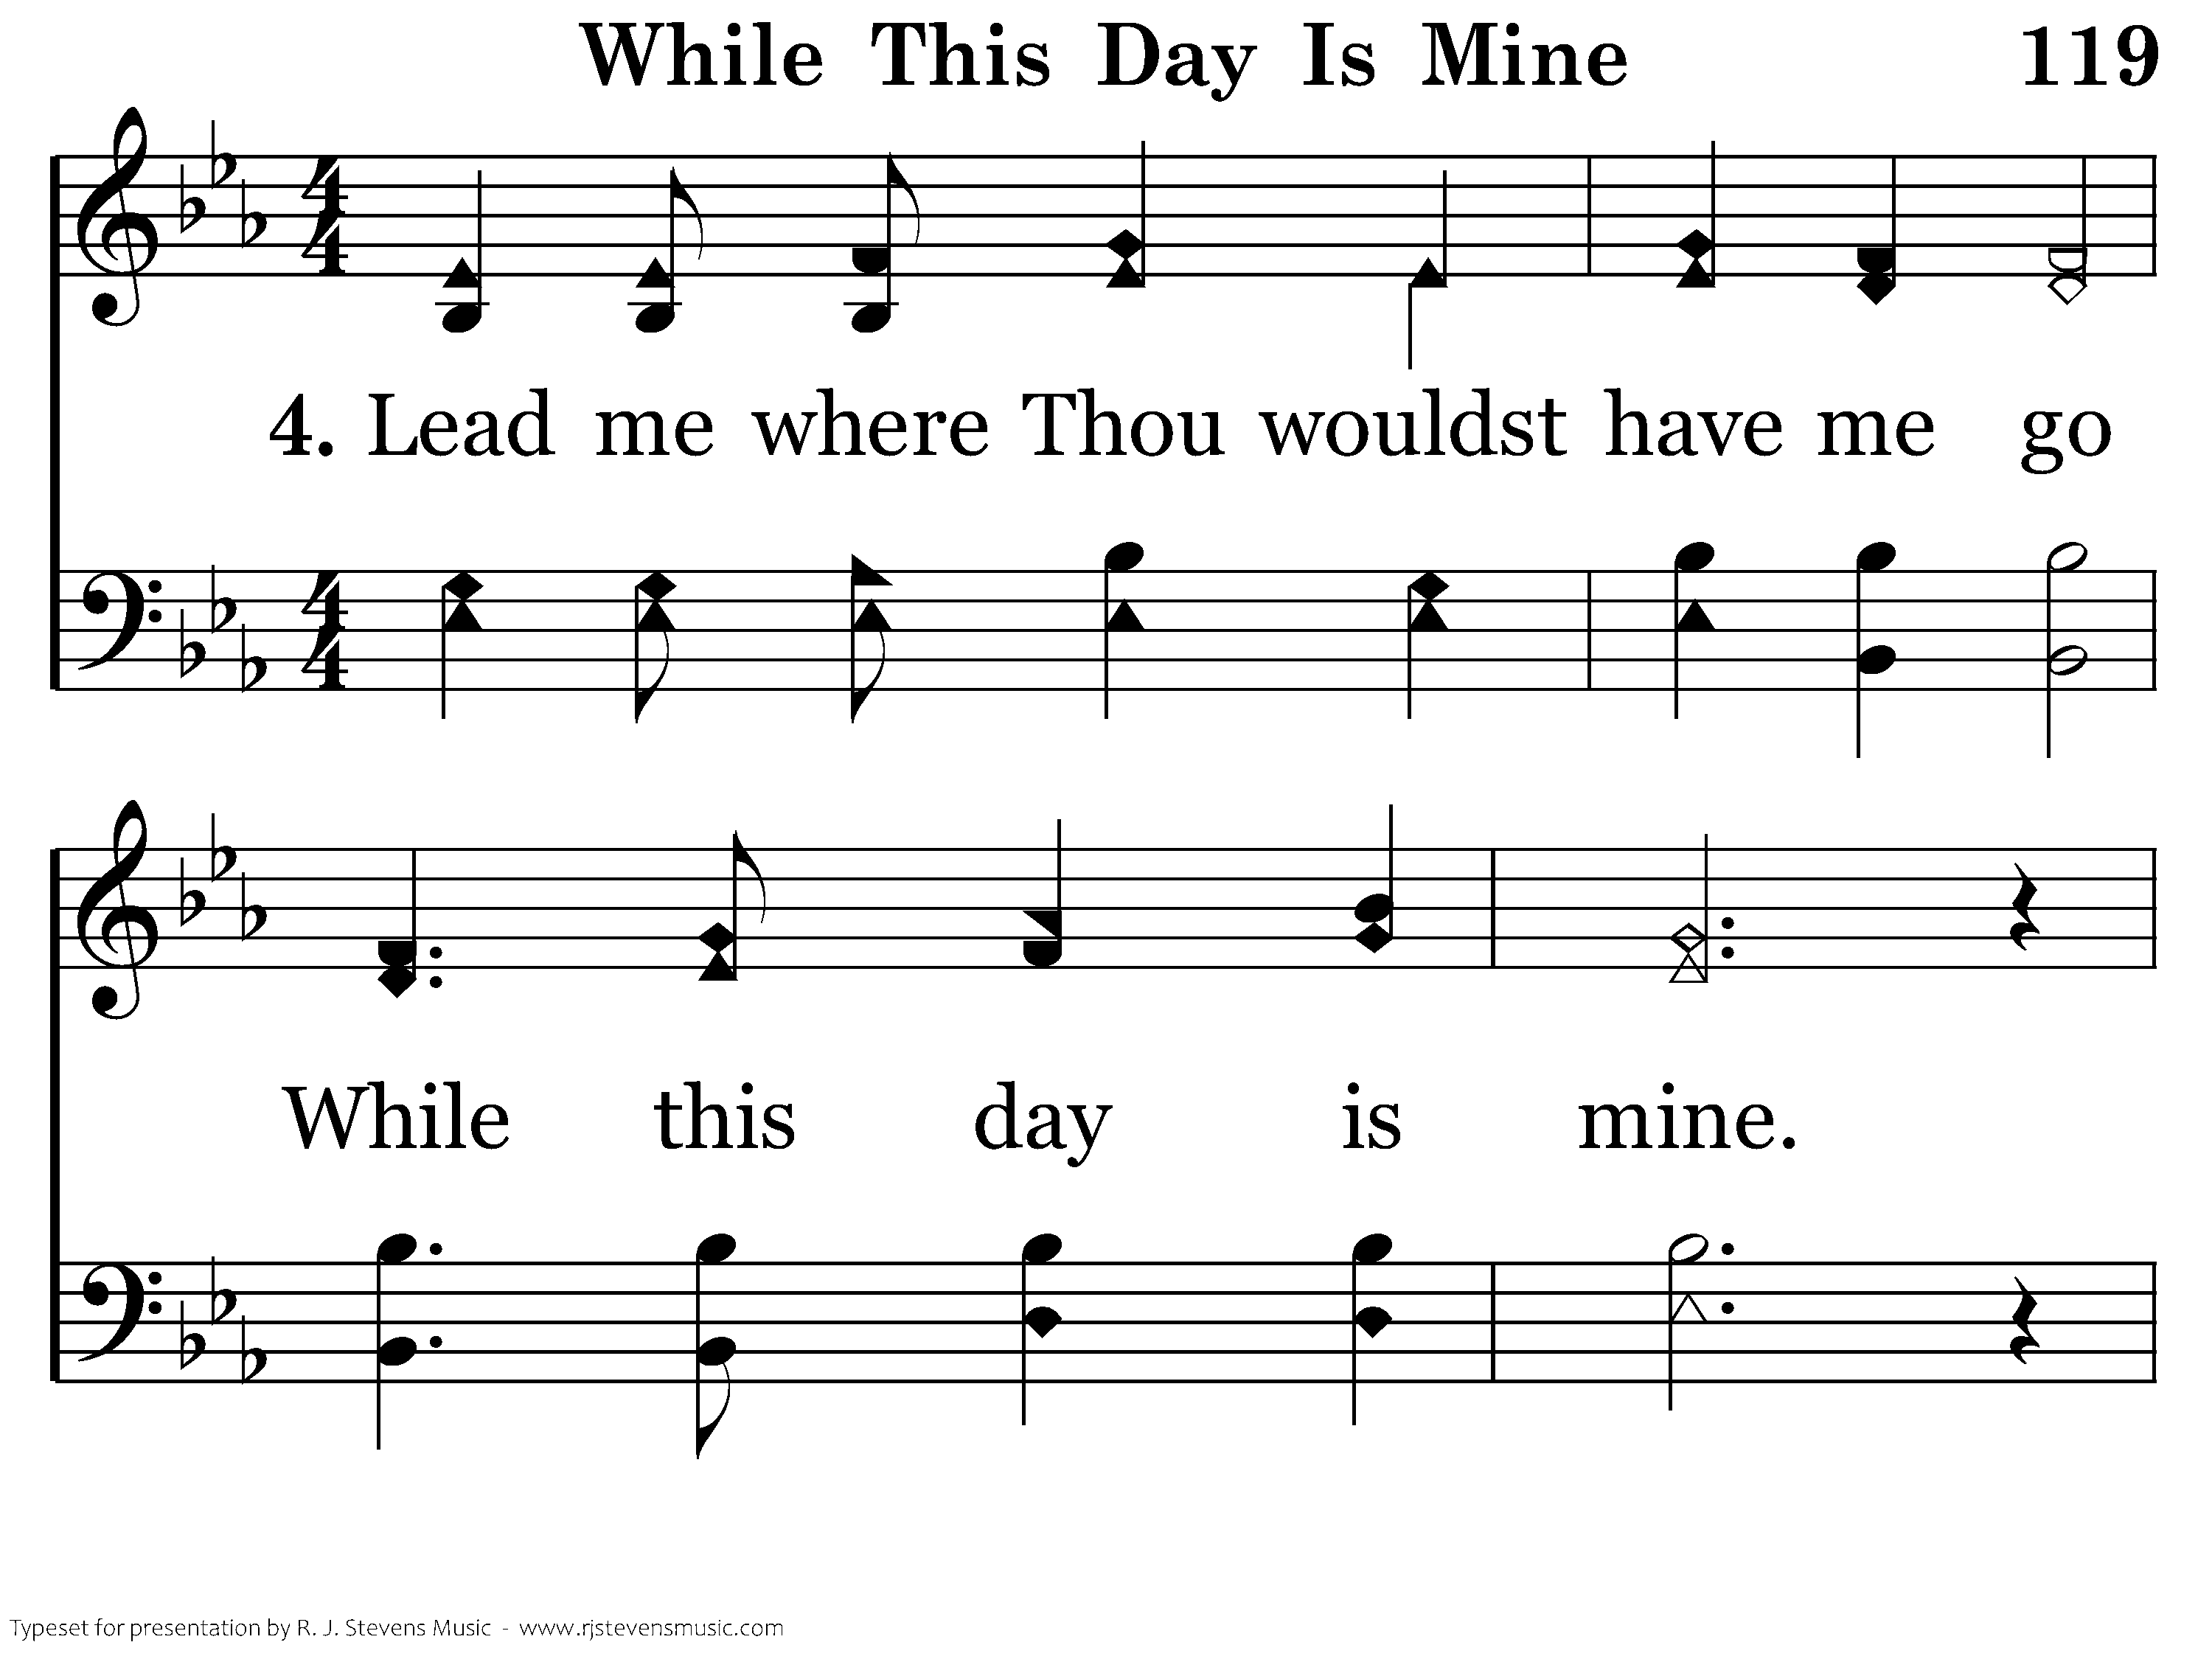 While This Day Is Mine 119
4. Lead me where Thou wouldst have me go
While this day is mine.
Typeset for presentation by R. J. Stevens Music - www.rjstevensmusic.com